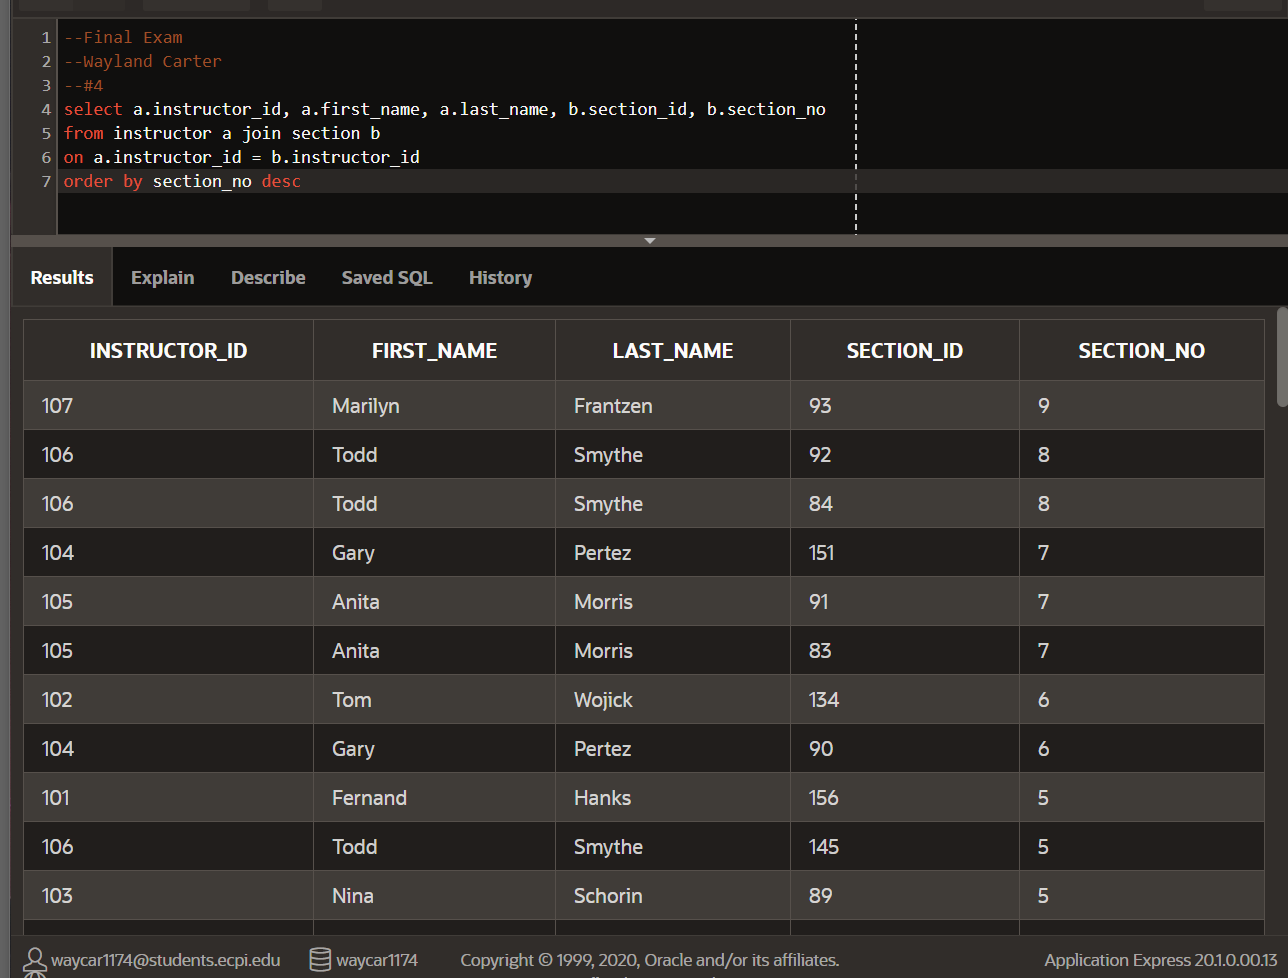 1 --Final Exam
2 --Wayland Carter
3 --#4
4 select a.instructor_id, a.first_name, a.last_name, b.section_id, b.section_no
5 from instructor a join section b
6 on a.instructor_id = b.instructor_id
7 order by section_no desc
Results Explain Describe Saved SQL History
INSTRUCTOR_ID FIRST_NAME LAST_NAME SECTION_ID SECTION_NO
107 Marilyn Frantzen 93 9
106 Todd Smythe 92 8
106 Todd Smythe 84 8
104 Gary Pertez 151 7
105 Anita Morris 91 7
105 Anita Morris 83 7
102 Tom Wojick 134 6
104 Gary Pertez 90 6
101 Fernand Hanks 156 5
106 Todd Smythe 145 5
103 Nina Schorin 89 5
waycar1174@students.ecpi.edu waycar1174 Copyright © 1999, 2020, Oracle and/or its affiliates. Application Express 20.1.0.00.13